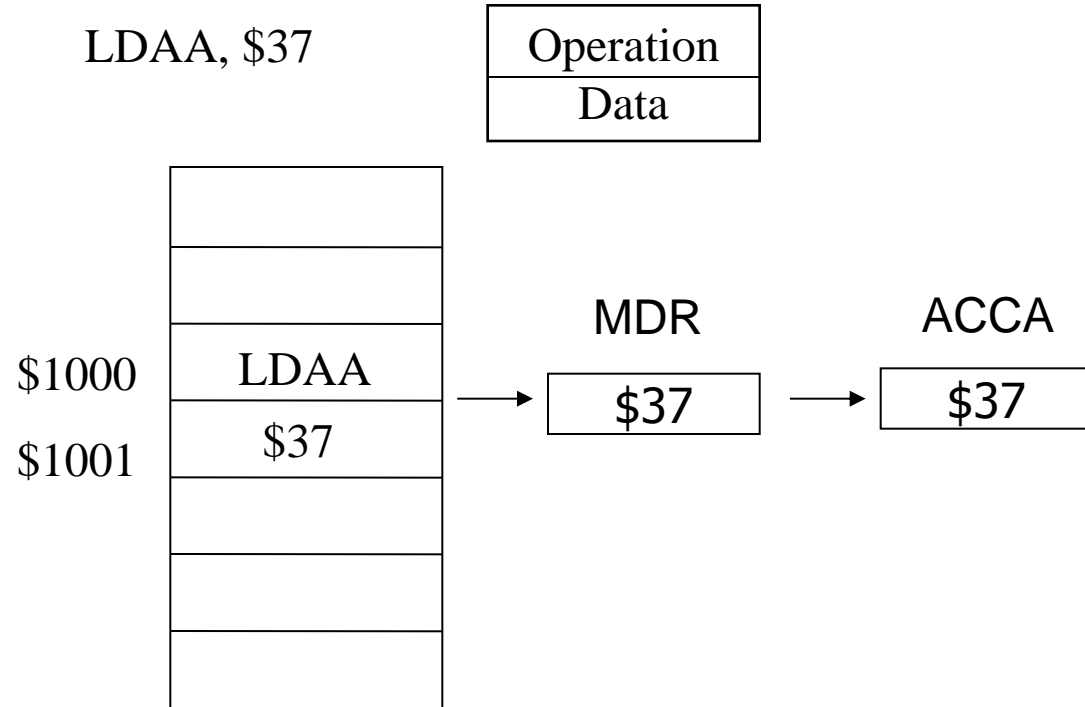 LDAA, $37
Operation
Data
MDR
ACCA
$1000
LDAA
$37
$37
$1001
$37